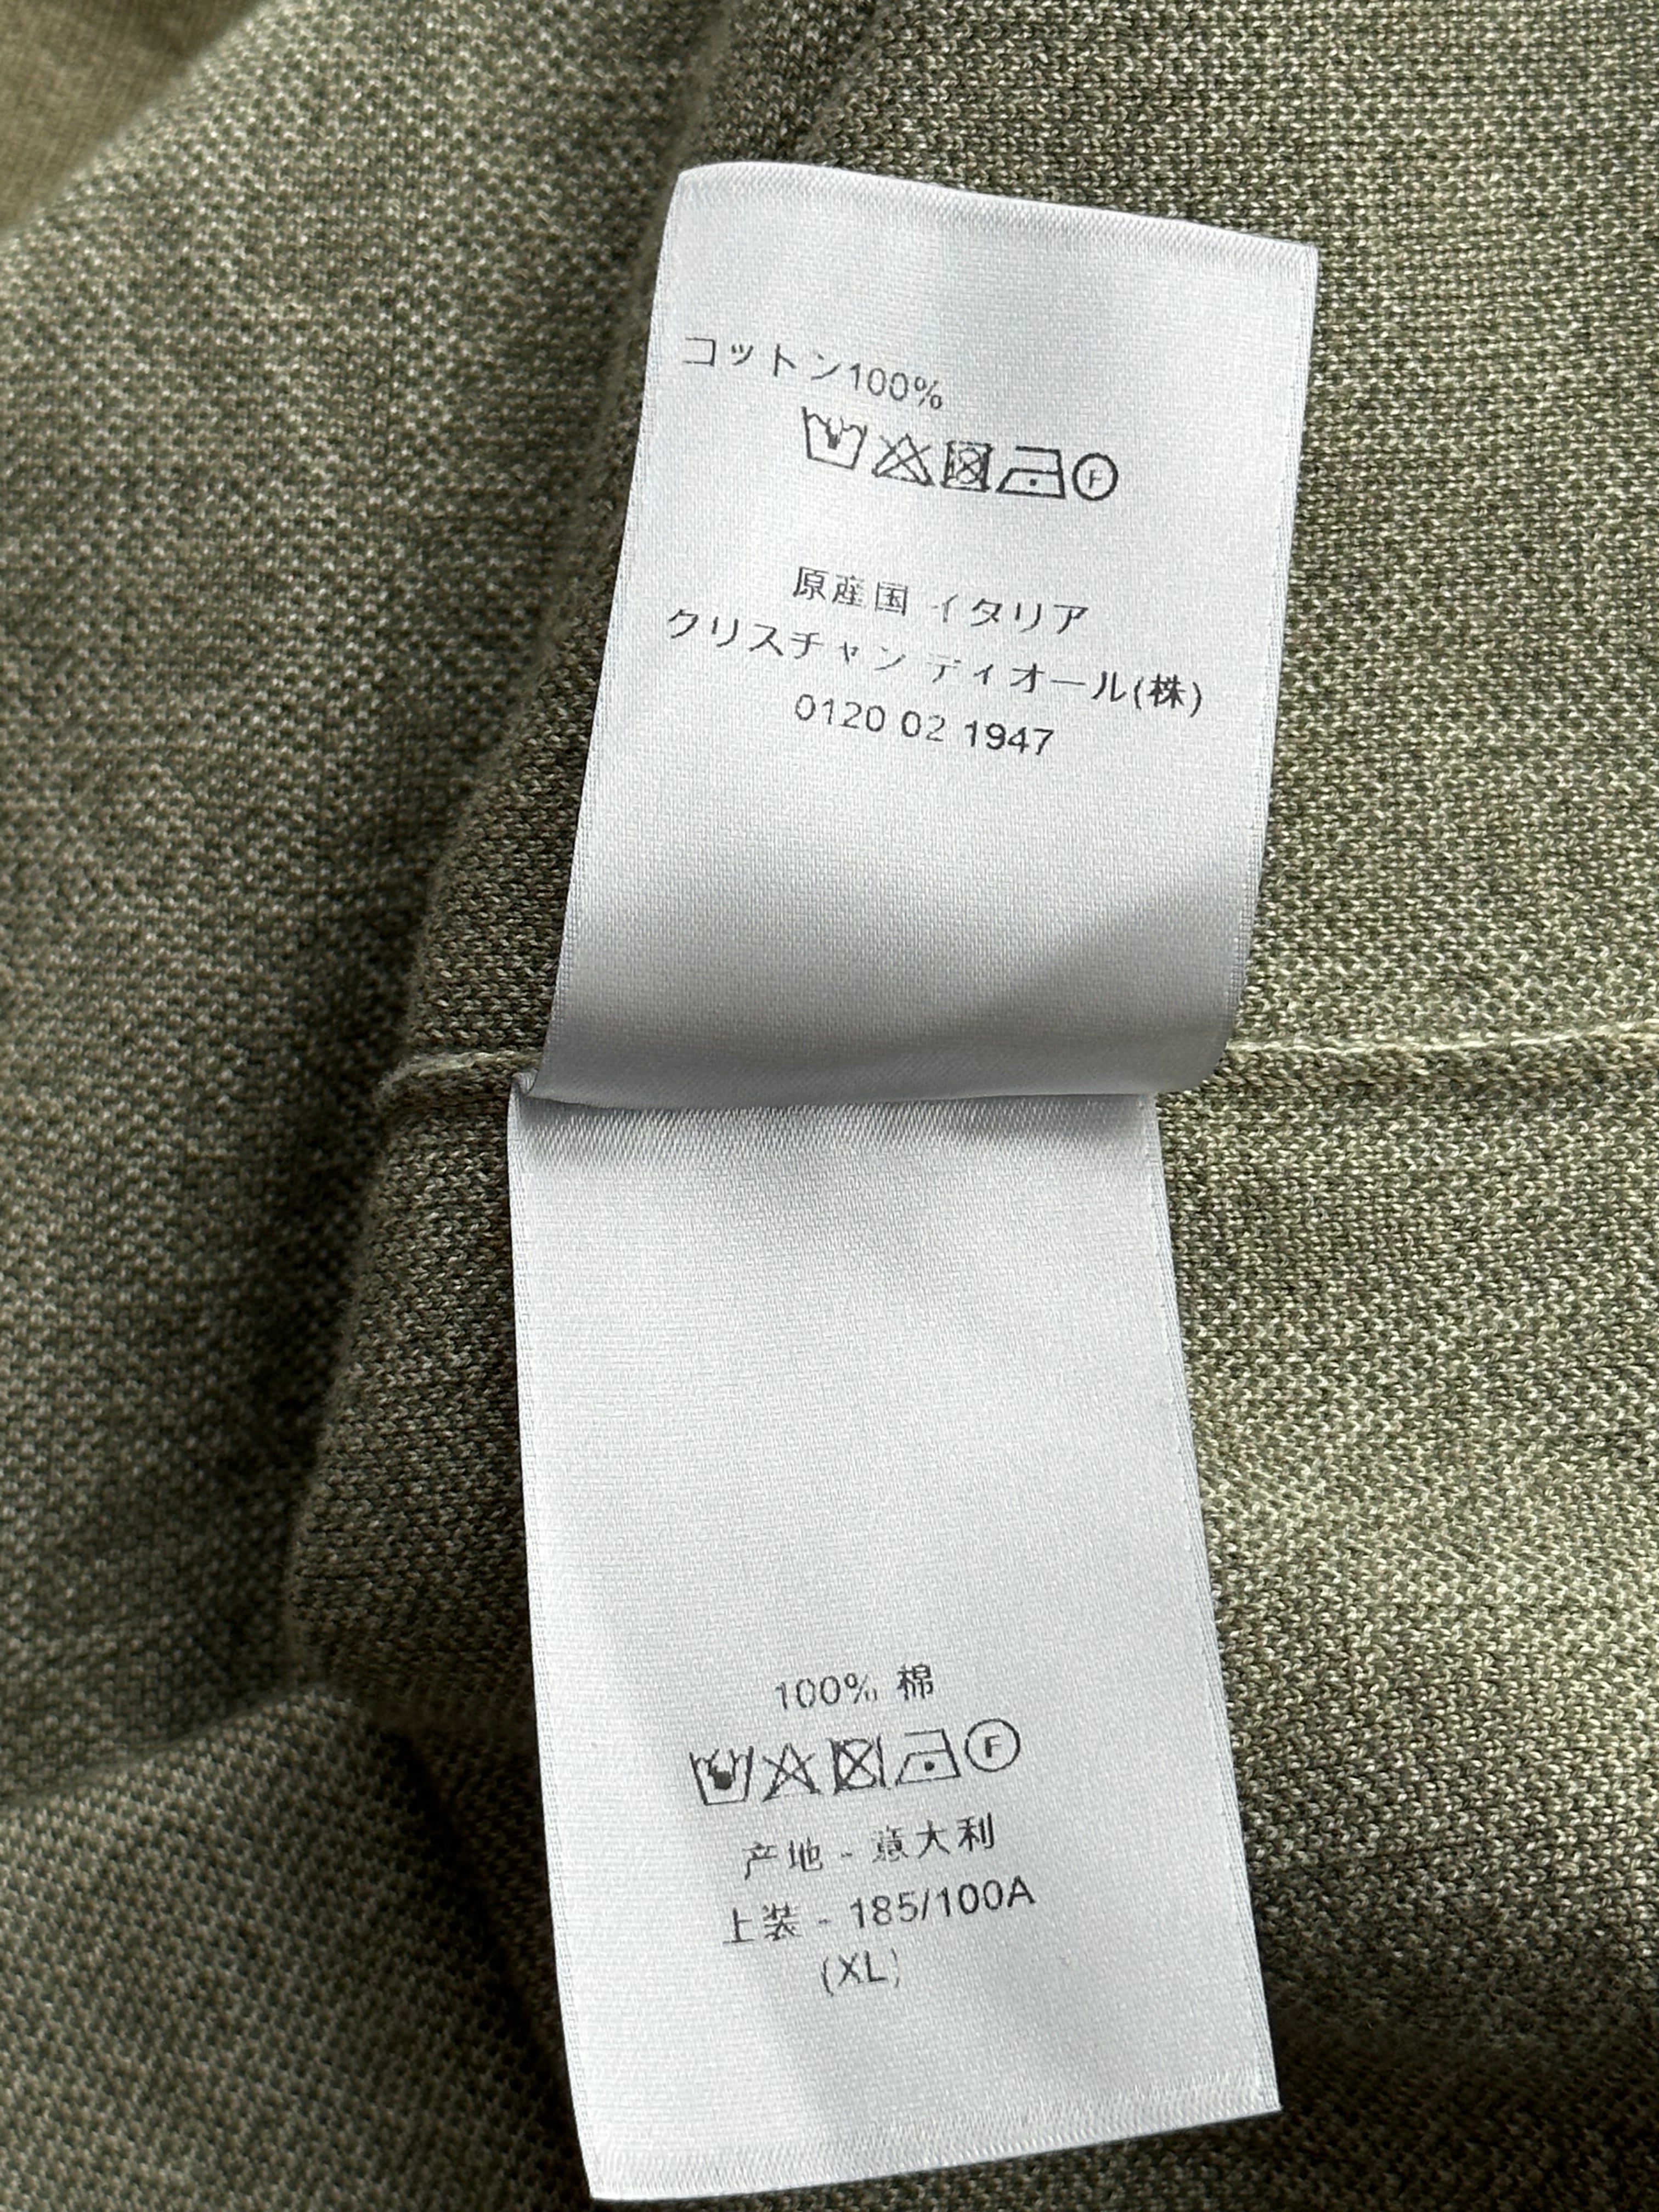 コットン100%
F
原産国 イタリア
クリスチャン ディオール(株)
0120 02 1947
100% 棉
F
产地 - 意大利
上装 - 185/100A
(XL)